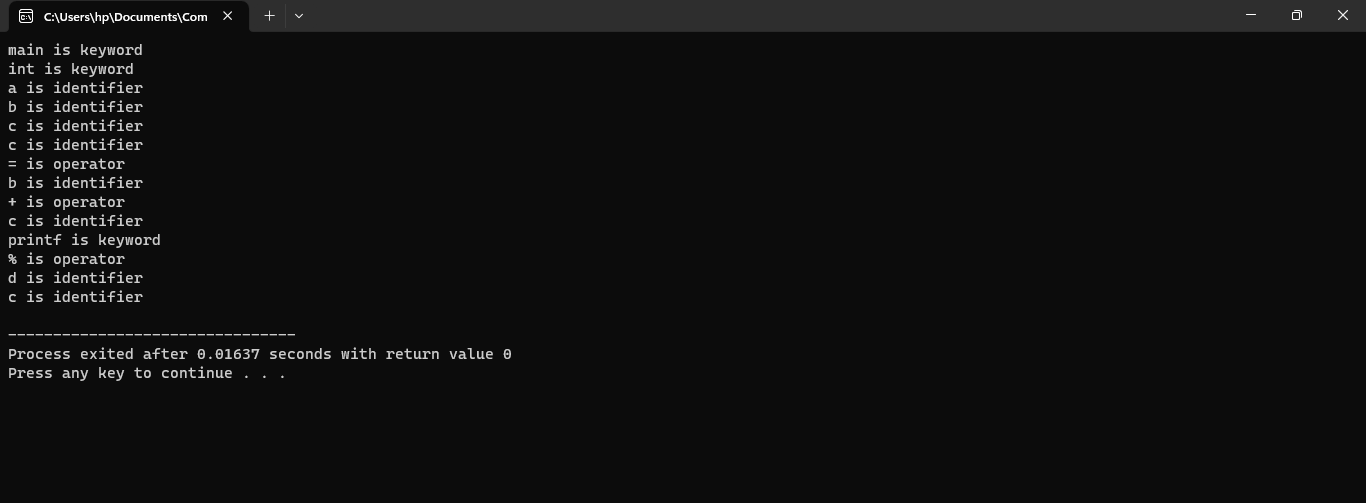 C:\Users\hp\Documents\Com
main is keyword
int is keyword
a is identifier
b is identifier
c is identifier
c is identifier
= is operator
b is identifier
+ is operator
c is identifier
printf is keyword
% is operator
d is identifier
c is identifier
--------------------------------
Process exited after 0.01637 seconds with return value 0
Press any key to continue . . .